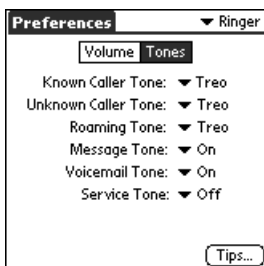 Preferences ▼ Ringer
Volume Tones
Known Caller Tone: ▼ Treo
Unknown Caller Tone: ▼ Treo
Roaming Tone: ▼ Treo
Message Tone: ▼ On
Voicemail Tone: ▼ On
Service Tone: ▼ Off
Tips...